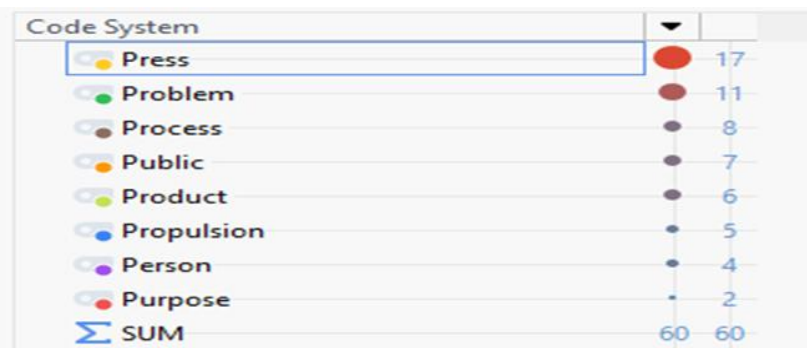 Code System
Press 17
Problem 11
Process 8
Public 7
Product 6
Propulsion 5
Person 4
Purpose 2
Σ SUM 60 60